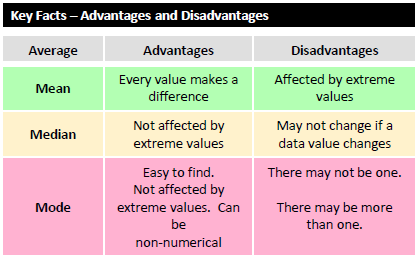 Key Facts – Advantages and Disadvantages
Average Advantages Disadvantages
Mean
Every value makes a
difference
Affected by extreme
values
Median
Not affected by
extreme values
May not change if a
data value changes
Mode
Easy to find.
Not affected by
extreme values. Can
be
non-numerical
There may not be one.
There may be more
than one.